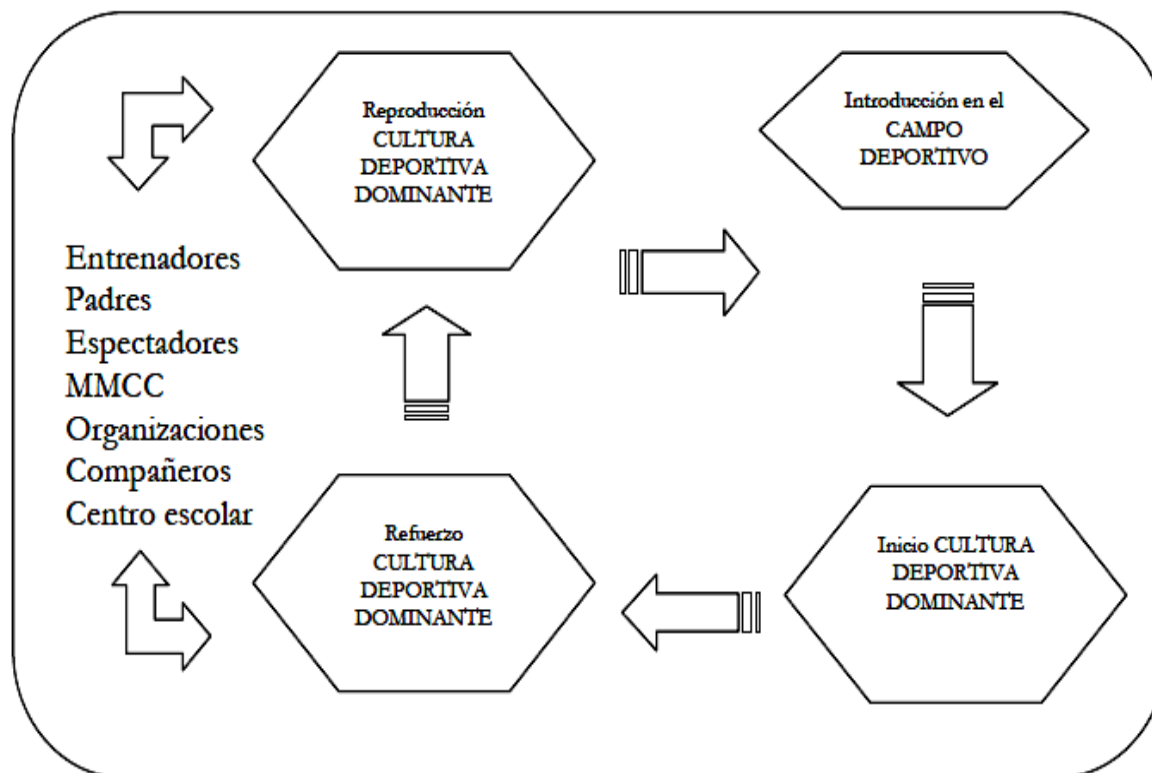 Reproducción
CULTURA
DEPORTIVA
DOMINANTE
Introducción en el
CAMPO
DEPORTIVO
Entrenadores
Padres
Espectadores
MMCC
Organizaciones
Compañeros
Centro escolar
Refuerzo
CULTURA
DEPORTIVA
DOMINANTE
Inicio CULTURA
DEPORTIVA
DOMINANTE